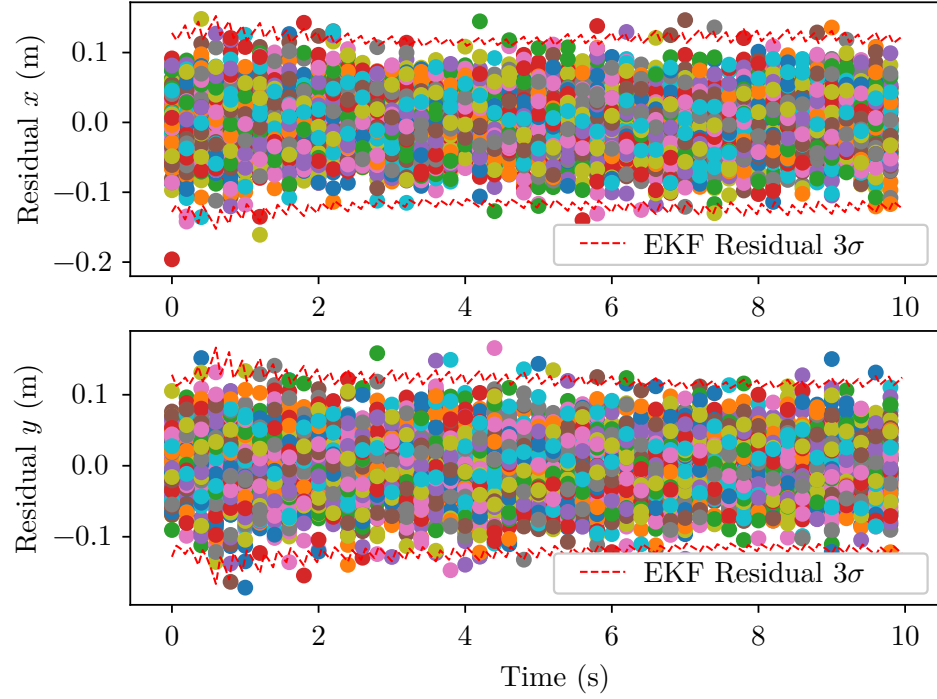 Residual x (m)
0.1
0.0
−0.1
−0.2
EKF Residual 3σ
0 2 4 6 8 10
Residual y (m)
0.1
0.0
−0.1
EKF Residual 3σ
0 2 4 6 8 10
Time (s)